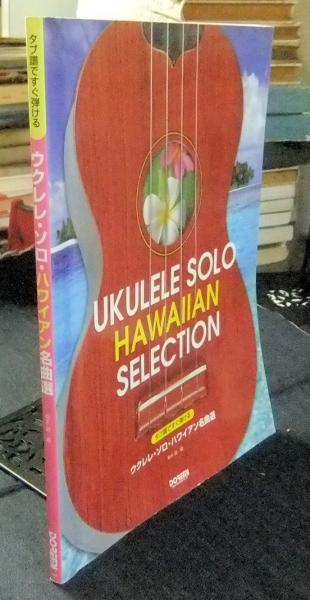 タブ譜ですぐ弾ける
ウクレレ・ソロ・ハワイアン名曲選
DOREMI
UKULELE SOLO
HAWAIIAN
SELECTION
タブ譜ですぐ弾ける
ウクレレ・ソロ・ハワイアン名曲選
DOREMI